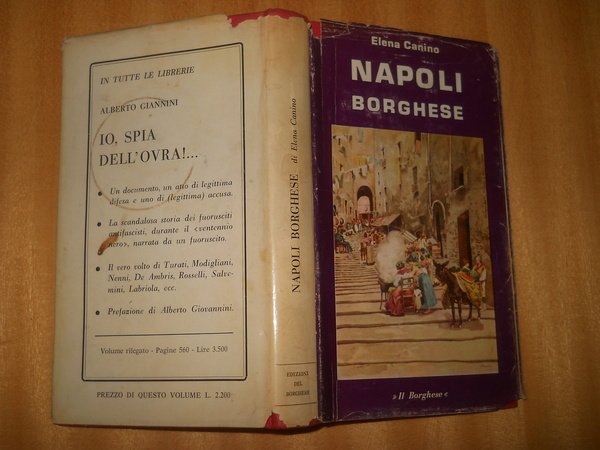 IN TUTTE LE LIBRERIE
ALBERTO GIANNINI
IO, SPIA
DELL'OVRA!...
• Un documento, un atto di legittima
difesa e uno di (legittima) accusa.
• La scandalosa storia dei fuorusciti
antifascisti, durante il «ventennio
nero», narrata da un fuoruscito.
• Il vero volto di Turati, Modigliani,
Nenni, De Ambris, Rosselli, Salve-
mini, Labriola, ecc.
• Prefazione di Alberto Giovannini.
Volume rilegato - Pagine 560 - Lire 3.500
PREZZO DI QUESTO VOLUME L. 2.200
NAPOLI BORGHESE di Elena Canino
EDIZIONI
DEL
BORGHESE
Elena Canino
NAPOLI
BORGHESE
»Il Borghese«